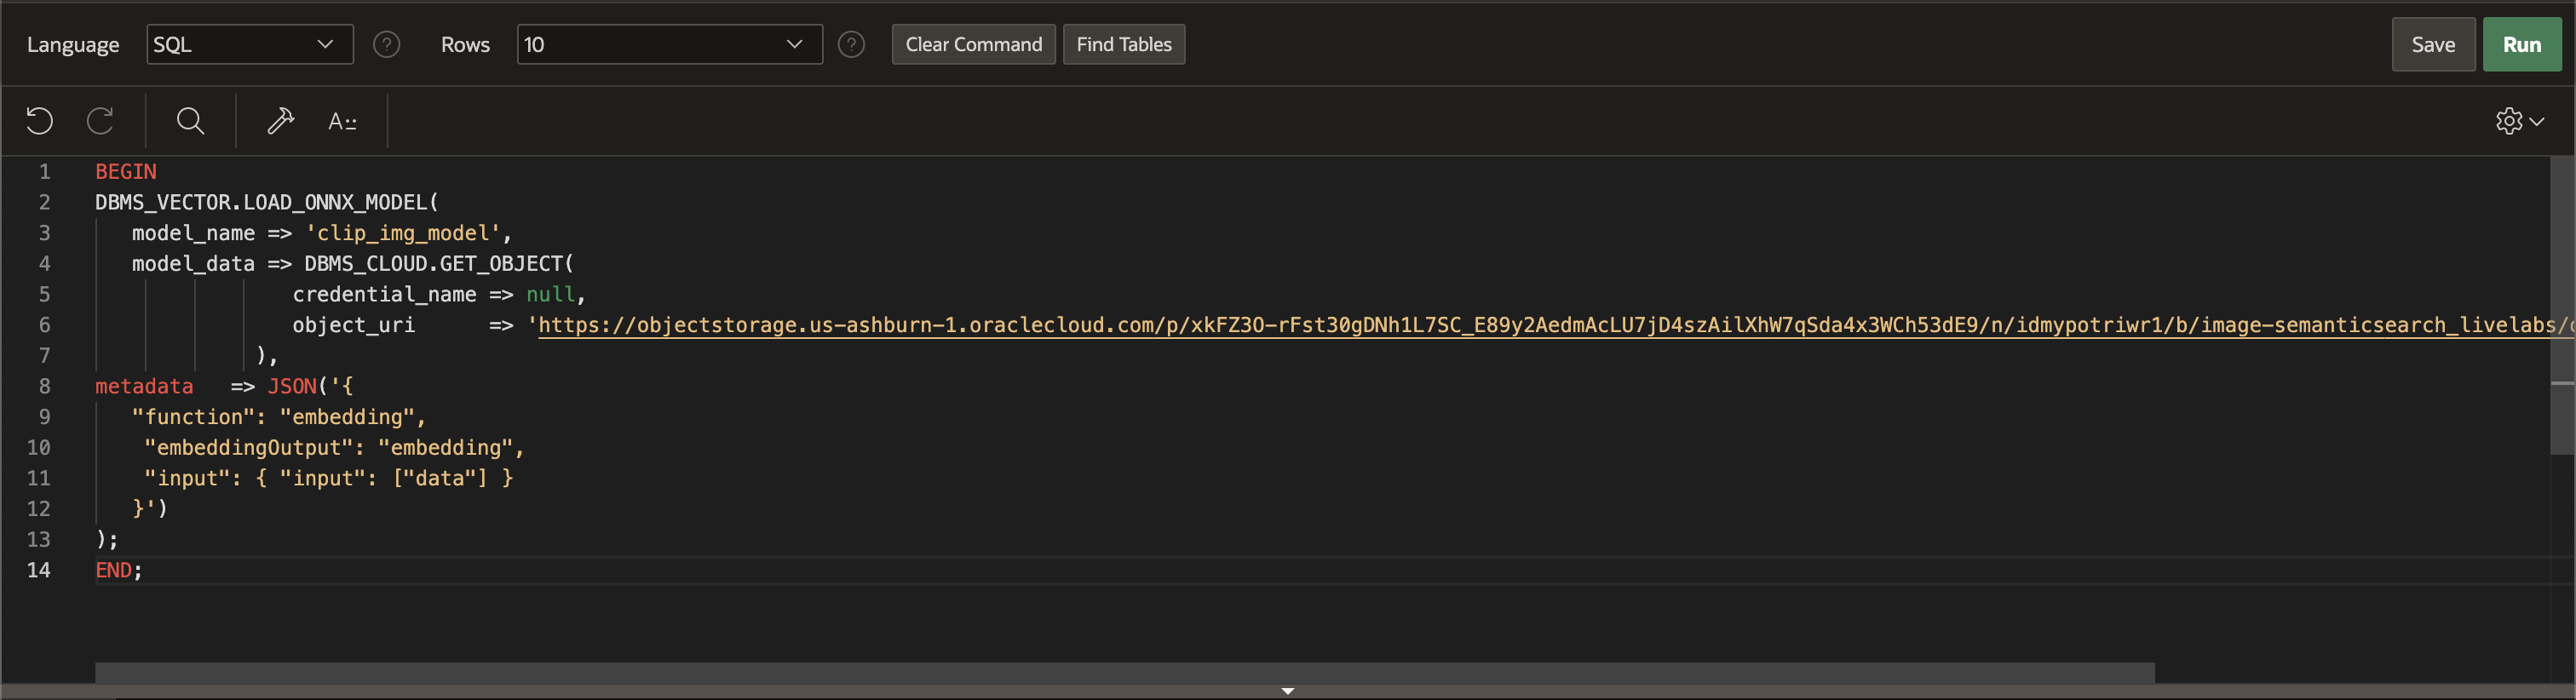 Language SQL Rows 10 Clear Command Find Tables Save Run
1 BEGIN
2 DBMS_VECTOR.LOAD_ONNX_MODEL(
3 model_name => 'clip_img_model',
4 model_data => DBMS_CLOUD.GET_OBJECT(
5 credential_name => null,
6 object_uri => 'https://objectstorage.us-ashburn-1.oraclecloud.com/p/xkFZ3O-rFst30gDNh1L7SC_E89y2AedmAcLU7jD4szAilXhW7qSda4x3WCh53dE9/n/idmypotriwr1/b/image-semanticsearch_livelabs/
7 ),
8 metadata => JSON('{
9 "function": "embedding",
10 "embeddingOutput": "embedding",
11 "input": { "input": ["data"] }
12 }')
13 );
14 END;